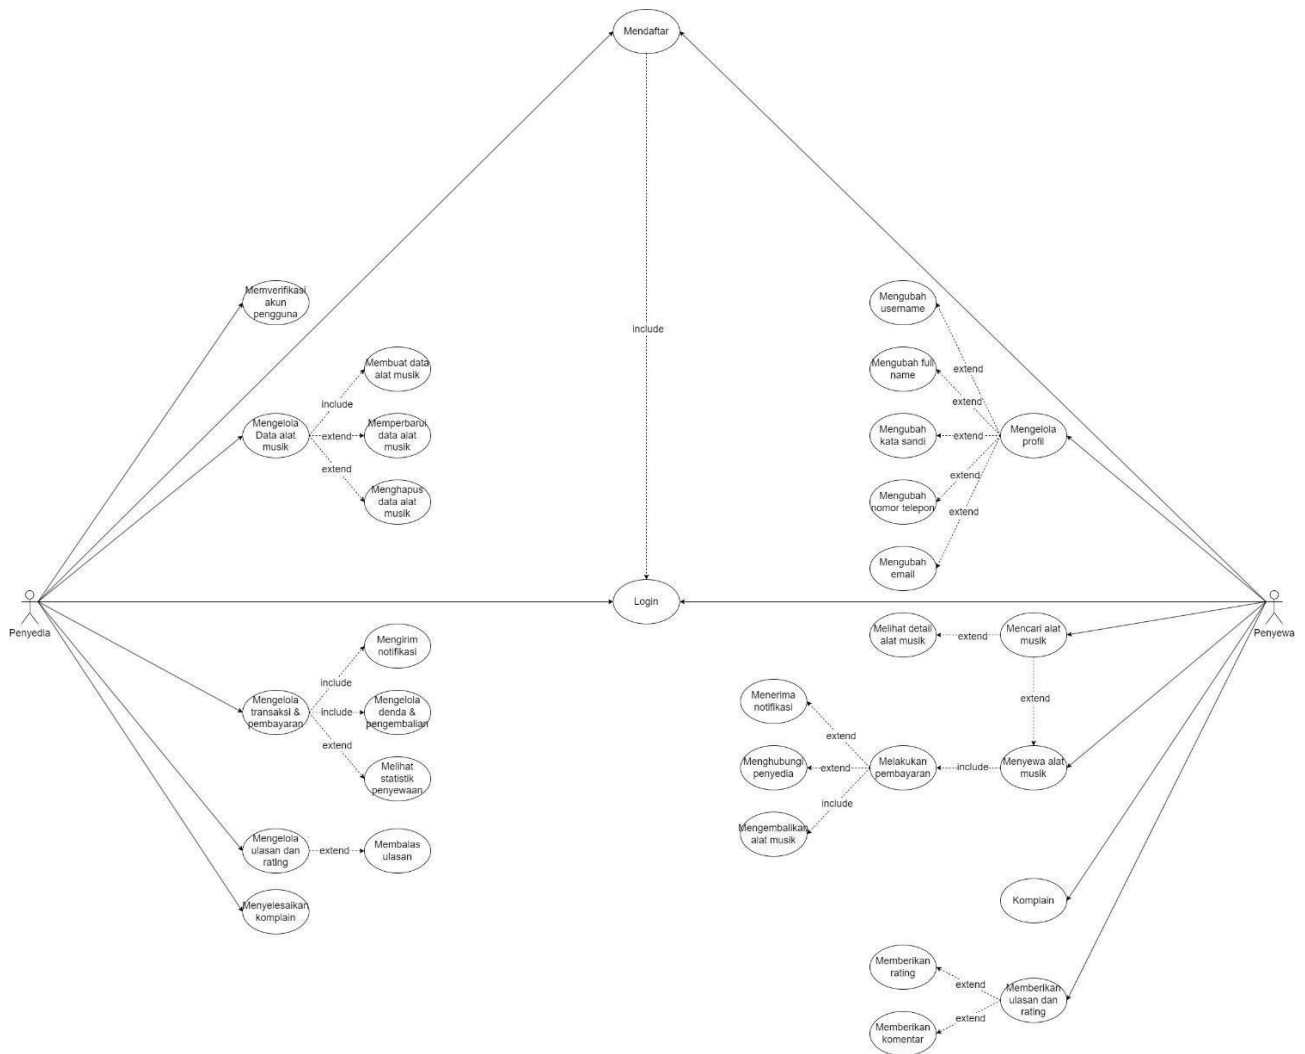 Mendaftar
include
Memverifikasi
akun
pengguna
Membuat data
alat musik
include
Mengelola
Data alat
musik
extend
Memperbarui
data alat
musik
extend
Menghapus
data alat
musik
Mengubah
username
extend
Mengubah full
name
extend
Mengubah
kata sandi
extend
Mengelola
profil
extend
Mengubah
nomor telepon
extend
Mengubah
email
Penyedia
Login
Penyewa
Mengirim
notifikasi
include
Mengelola
transaksi &
pembayaran
include
Mengelola
denda &
pengembalian
extend
Melihat
statistik
penyewaan
Mengelola
ulasan dan
rating
extend
Membalas
ulasan
Menyelesaikan
komplain
Melihat detail
alat musik
extend
Mencari alat
musik
extend
Menerima
notifikasi
extend
Menghubungi
penyedia
extend
Melakukan
pembayaran
include
Menyewa alat
musik
include
Mengembalikan
alat musik
Komplain
Memberikan
rating
extend
Memberikan
ulasan dan
rating
extend
Memberikan
komentar